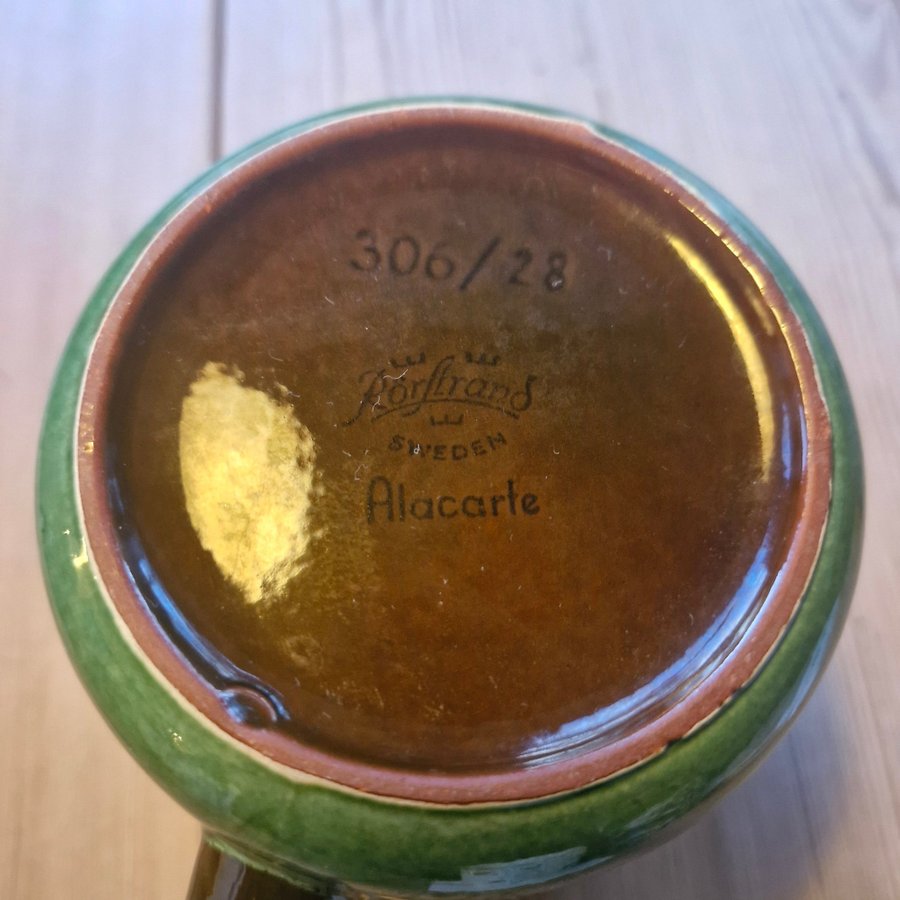 306/28
Rörstrand
SWEDEN
Alacarte